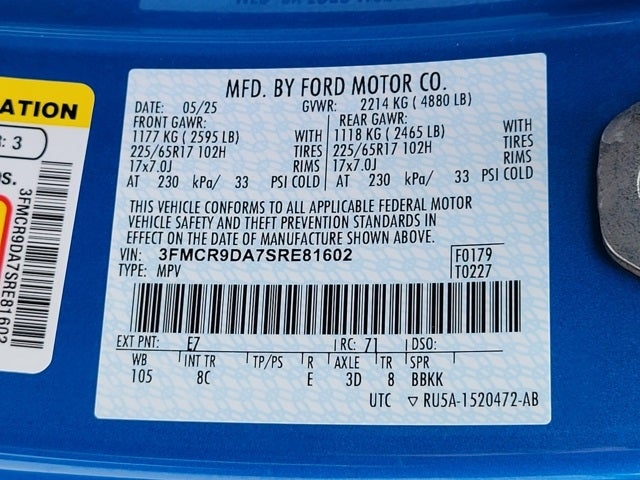 MFD. BY FORD MOTOR CO.
DATE: 05/25 GVWR: 2214 KG ( 4880 LB)
FRONT GAWR: REAR GAWR:
1177 KG ( 2595 LB) WITH 1118 KG ( 2465 LB) WITH
225/65R17 102H TIRES 225/65R17 102H TIRES
17x7.0J RIMS 17x7.0J RIMS
AT 230 kPa/ 33 PSI COLD AT 230 kPa/ 33 PSI COLD
THIS VEHICLE CONFORMS TO ALL APPLICABLE FEDERAL MOTOR
VEHICLE SAFETY AND THEFT PREVENTION STANDARDS IN
EFFECT ON THE DATE OF MANUFACTURE SHOWN ABOVE.
VIN: 3FMCR9DA7SRE81602 F0179
TYPE: MPV T0227
EXT PNT: E7 RC: 71 DSO:
WB INT TR TP/PS R AXLE TR SPR
105 8C E 3D 8 BBKK
UTC ▽ RU5A-1520472-AB
ATION
: 3
os.
3FMCR9DA7SRE81602